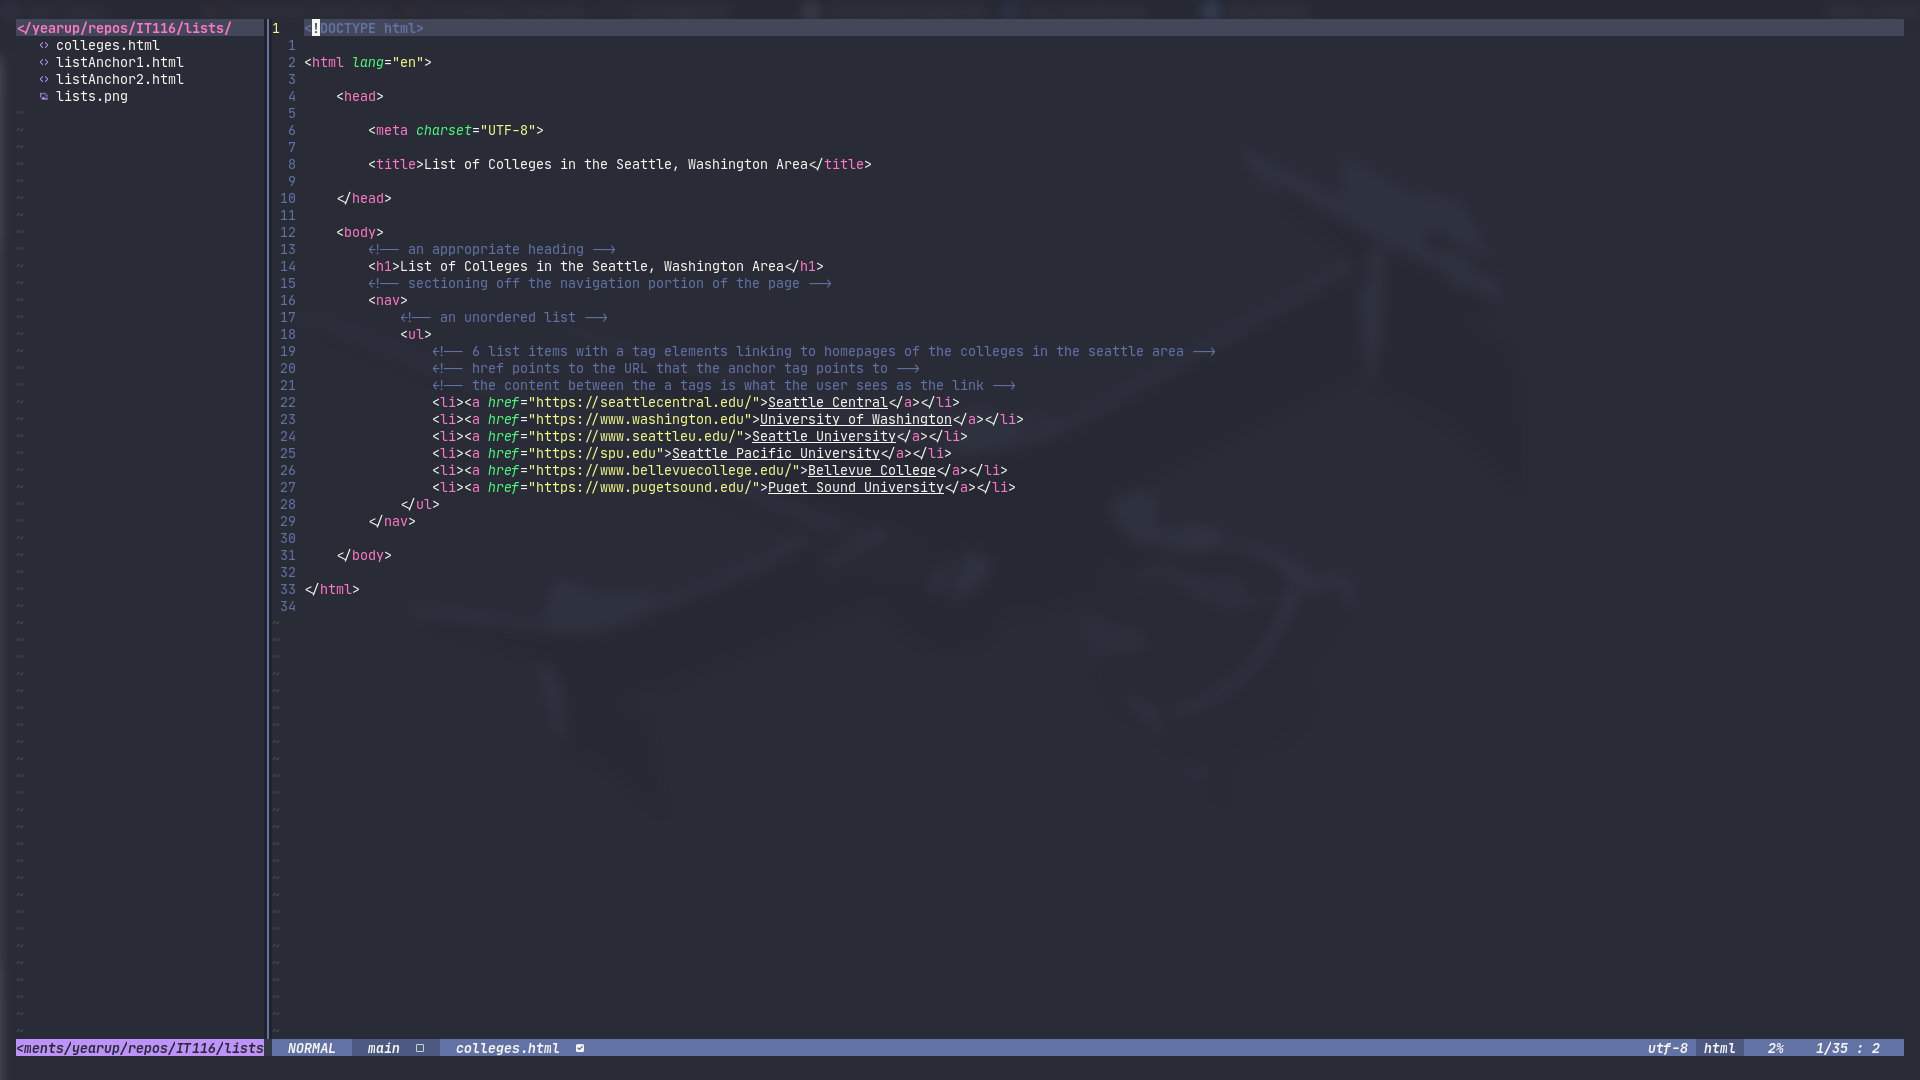 </yearup/repos/IT116/lists/
colleges.html
listAnchor1.html
listAnchor2.html
lists.png
<ments/yearup/repos/IT116/lists
1 <!DOCTYPE html>
1
2 <html lang="en">
3
4 <head>
5
6 <meta charset="UTF-8">
7
8 <title>List of Colleges in the Seattle, Washington Area</title>
9
10 </head>
11
12 <body>
13 <!-- an appropriate heading -->
14 <h1>List of Colleges in the Seattle, Washington Area</h1>
15 <!-- sectioning off the navigation portion of the page -->
16 <nav>
17 <!-- an unordered list -->
18 <ul>
19 <!-- 6 list items with a tag elements linking to homepages of the colleges in the seattle area -->
20 <!-- href points to the URL that the anchor tag points to -->
21 <!-- the content between the a tags is what the user sees as the link -->
22 <li><a href="https://seattlecentral.edu/">Seattle Central</a></li>
23 <li><a href="https://www.washington.edu">University of Washington</a></li>
24 <li><a href="https://www.seattleu.edu/">Seattle University</a></li>
25 <li><a href="https://spu.edu">Seattle Pacific University</a></li>
26 <li><a href="https://www.bellevuecollege.edu/">Bellevue College</a></li>
27 <li><a href="https://www.pugetsound.edu/">Puget Sound University</a></li>
28 </ul>
29 </nav>
30
31 </body>
32
33 </html>
34
NORMAL main colleges.html utf-8 html 2% 1/35 : 2